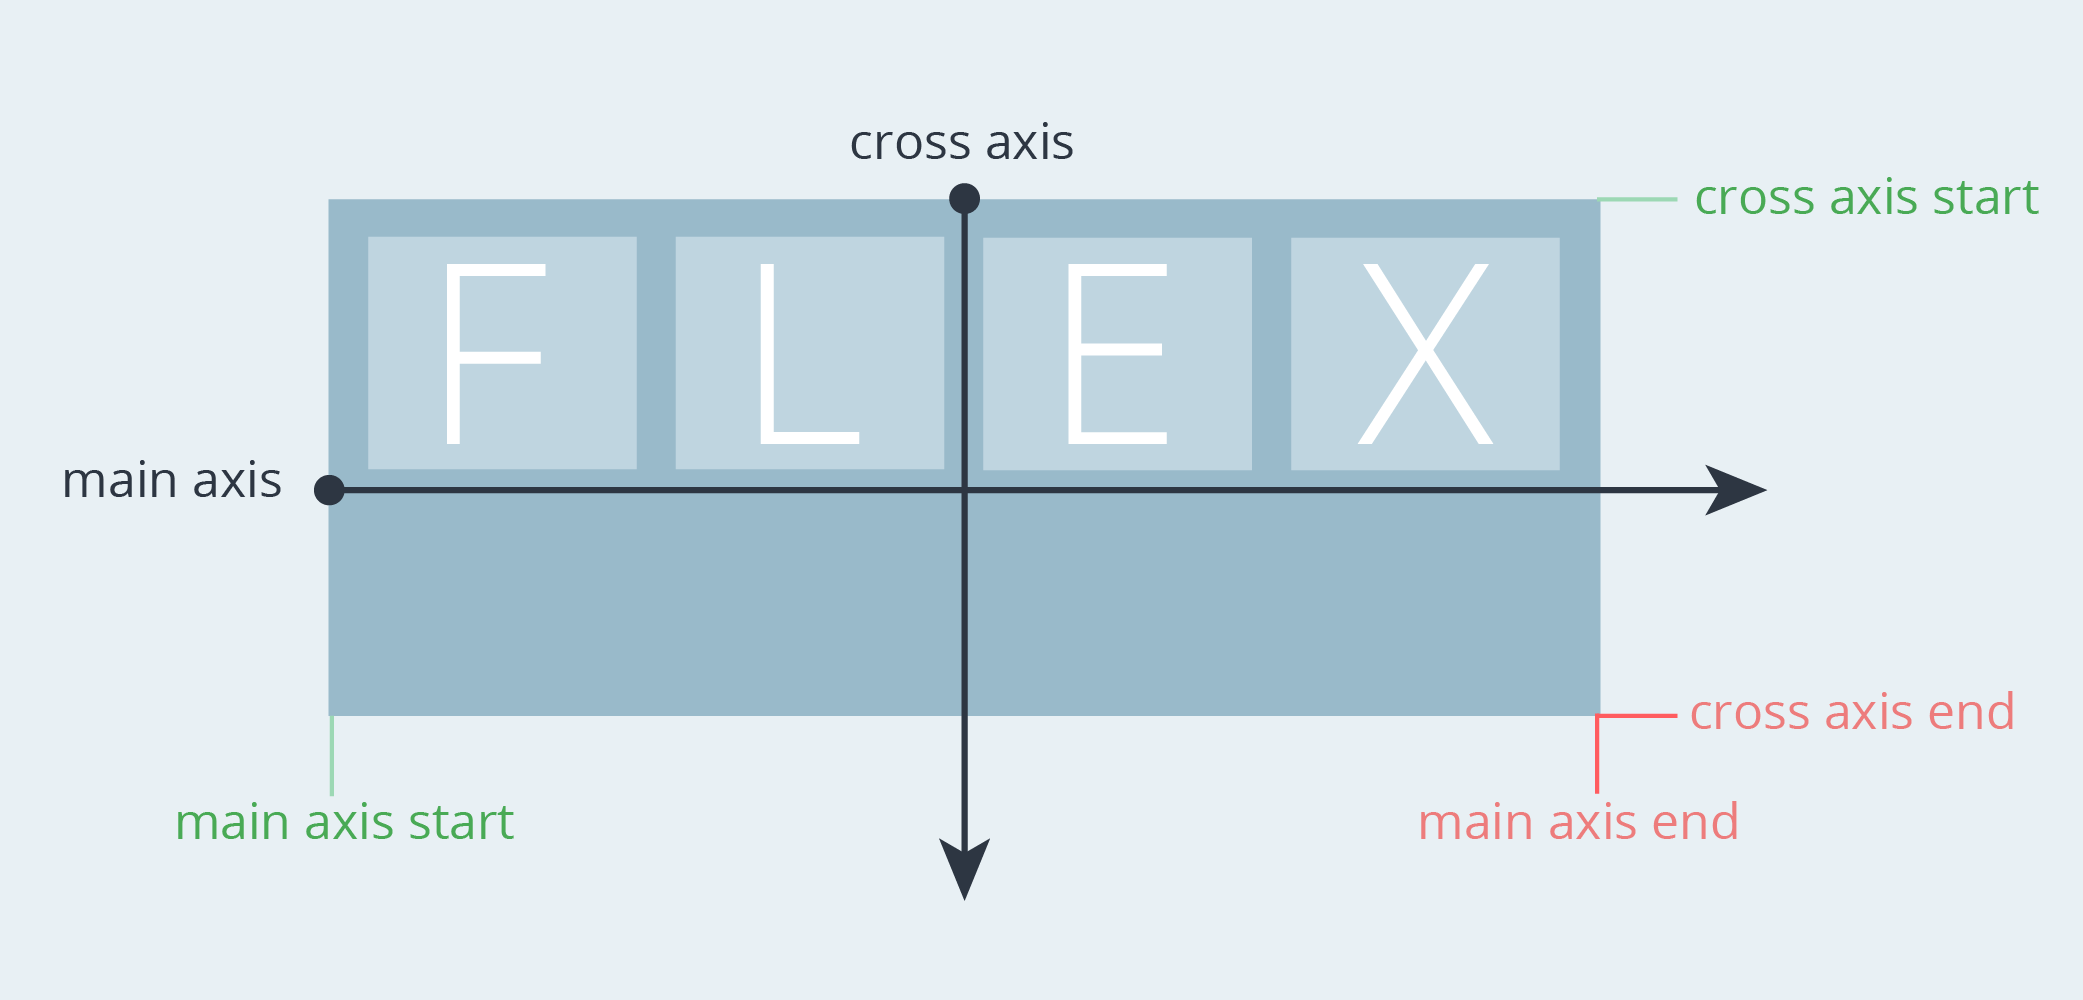 cross axis
cross axis start
F L E X
main axis
cross axis end
main axis start
main axis end